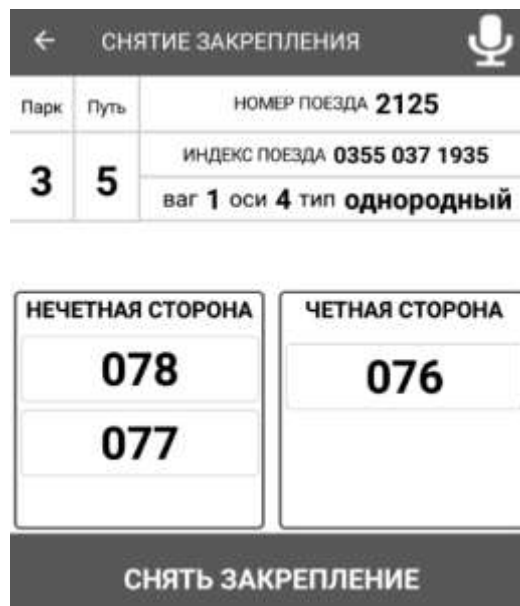 СНЯТИЕ ЗАКРЕПЛЕНИЯ
Парк Путь НОМЕР ПОЕЗДА 2125
ИНДЕКС ПОЕЗДА 0355 037 1935
3 5 ваг 1 оси 4 тип однородный
НЕЧЕТНАЯ СТОРОНА
078
077
ЧЕТНАЯ СТОРОНА
076
СНЯТЬ ЗАКРЕПЛЕНИЕ